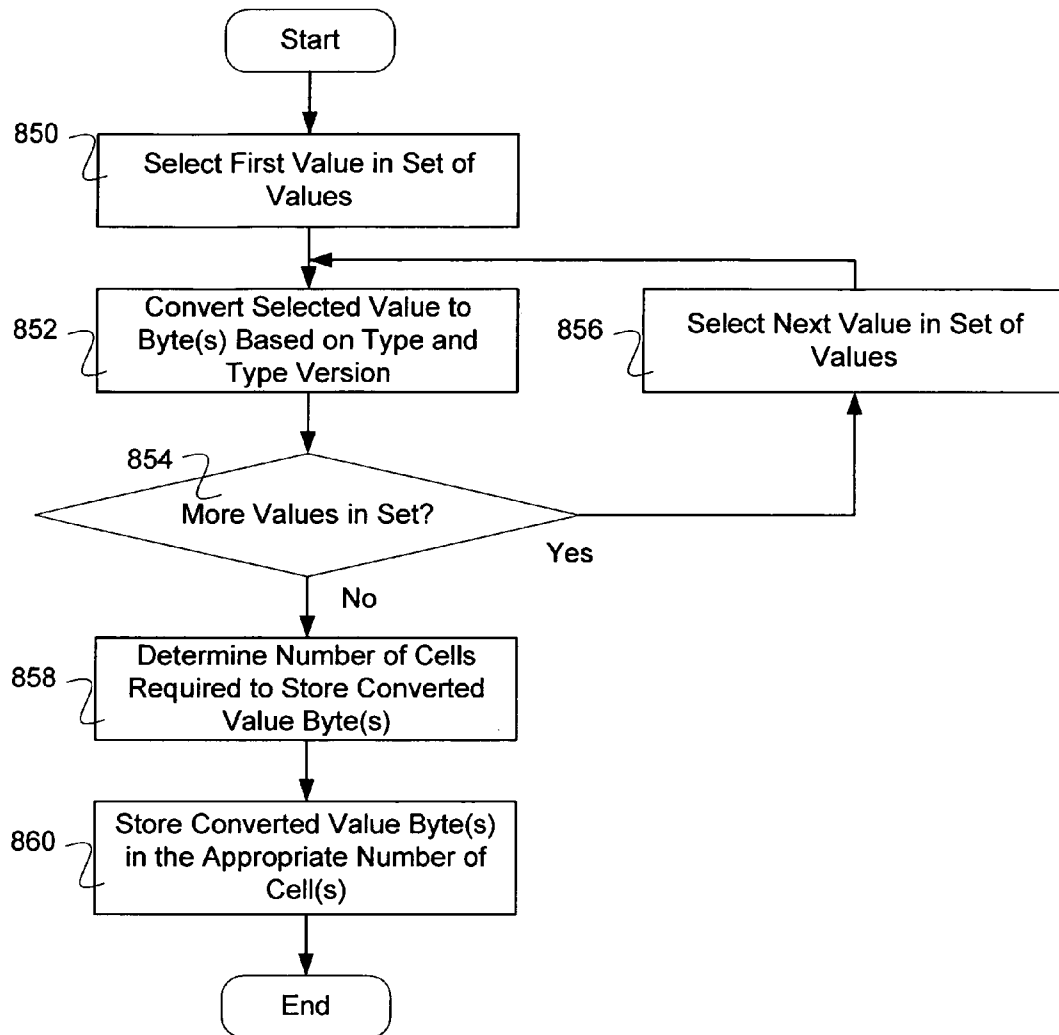 Start
850
Select First Value in Set of
Values
852
Convert Selected Value to
Byte(s) Based on Type and
Type Version
856
Select Next Value in Set of
Values
854
More Values in Set?
Yes
No
858
Determine Number of Cells
Required to Store Converted
Value Byte(s)
860
Store Converted Value Byte(s)
in the Appropriate Number of
Cell(s)
End